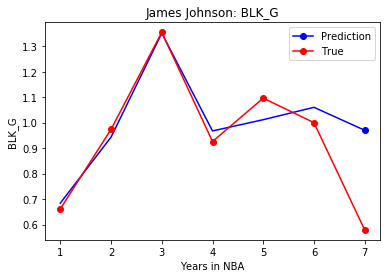 James Johnson: BLK_G
Prediction
True
BLK_G
1.3
1.2
1.1
1.0
0.9
0.8
0.7
0.6
1 2 3 4 5 6 7
Years in NBA